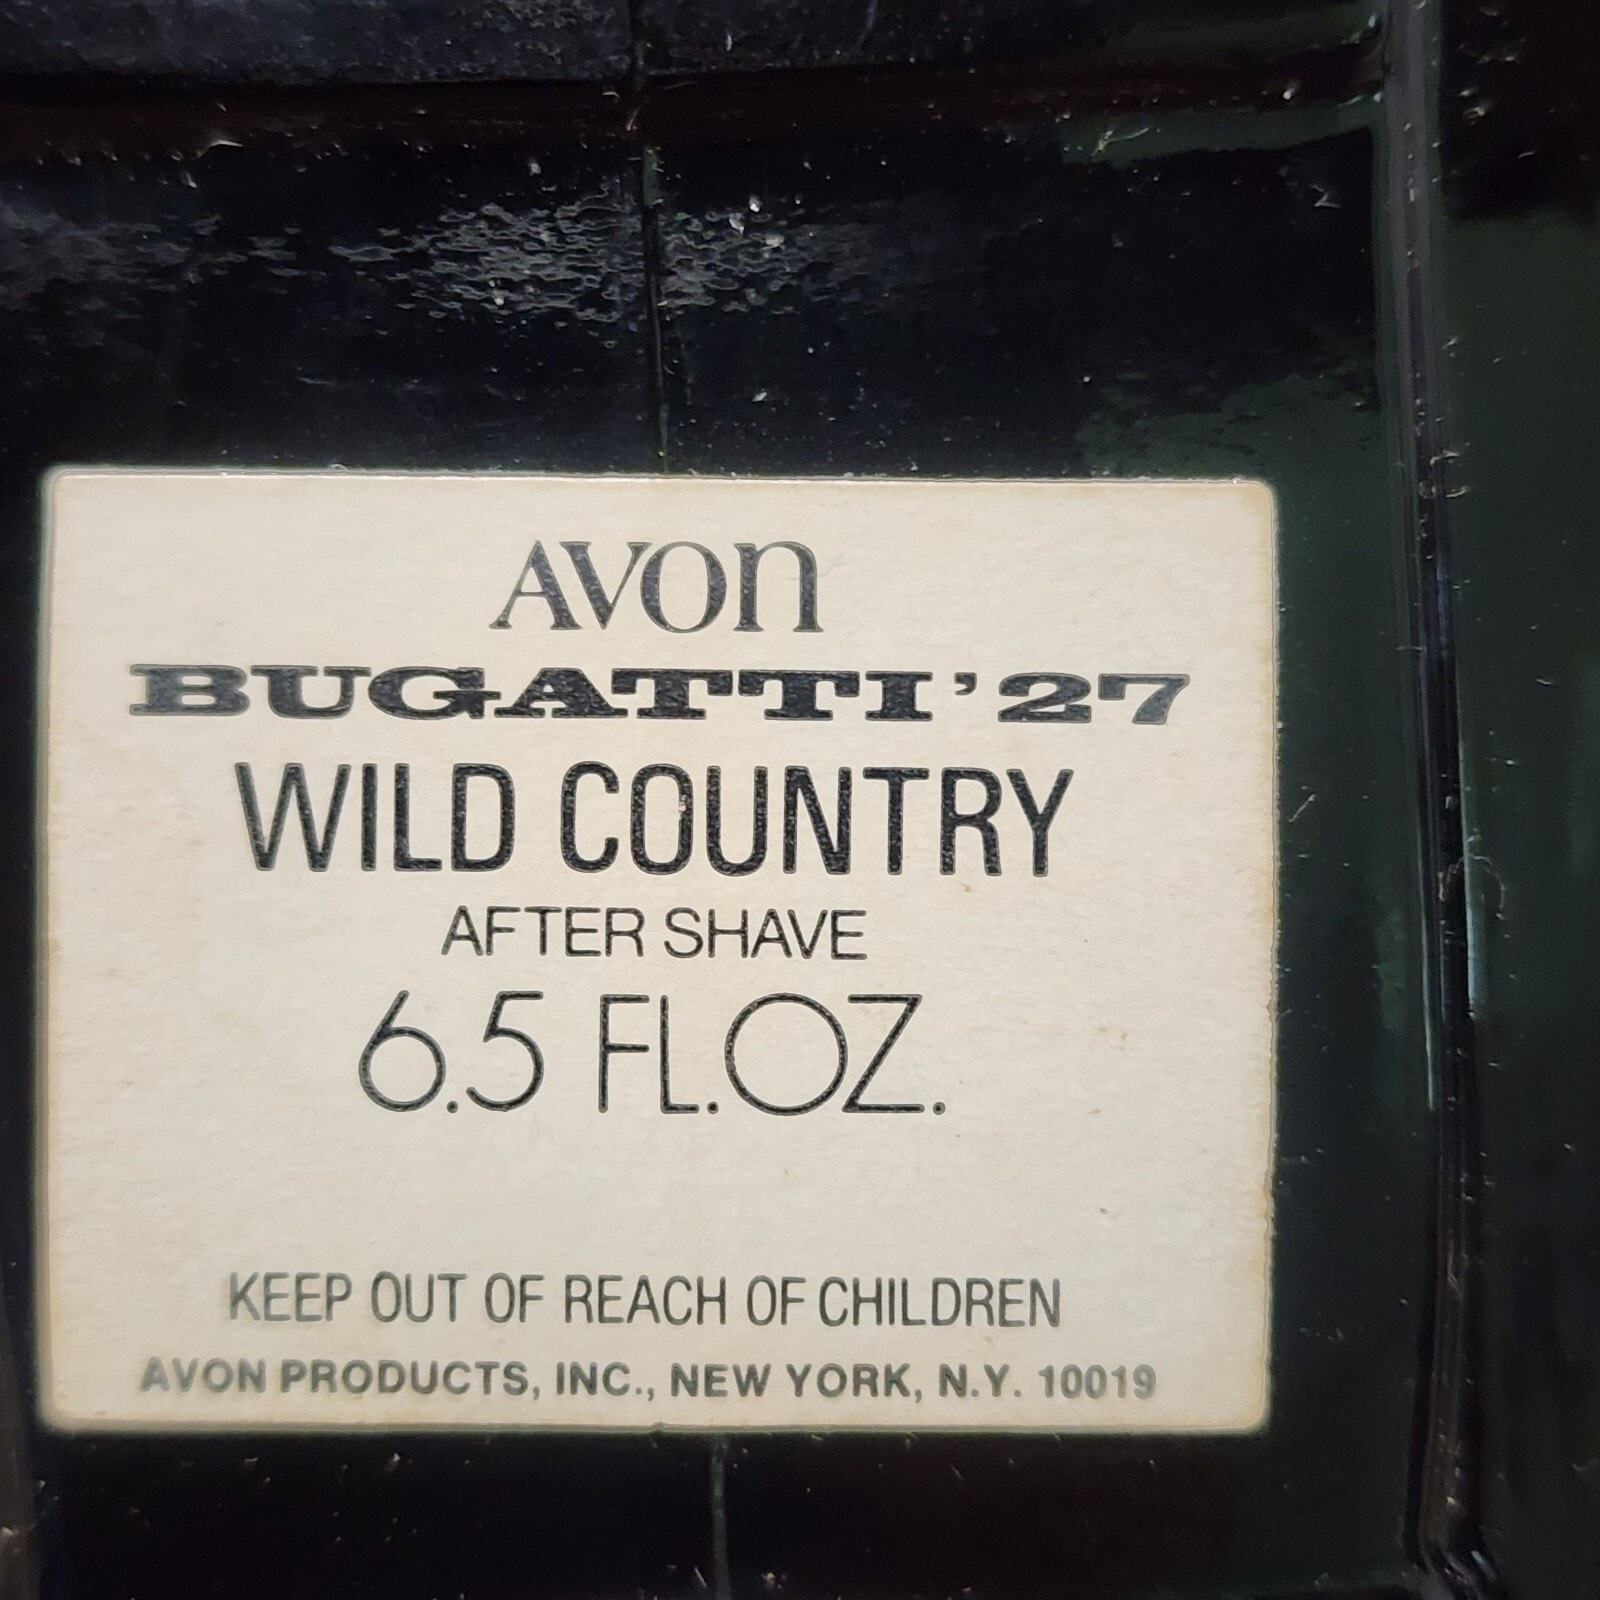 AVON
BUGATTI '27
WILD COUNTRY
AFTER SHAVE
6.5 FL.OZ.
KEEP OUT OF REACH OF CHILDREN
AVON PRODUCTS, INC., NEW YORK, N.Y. 10019